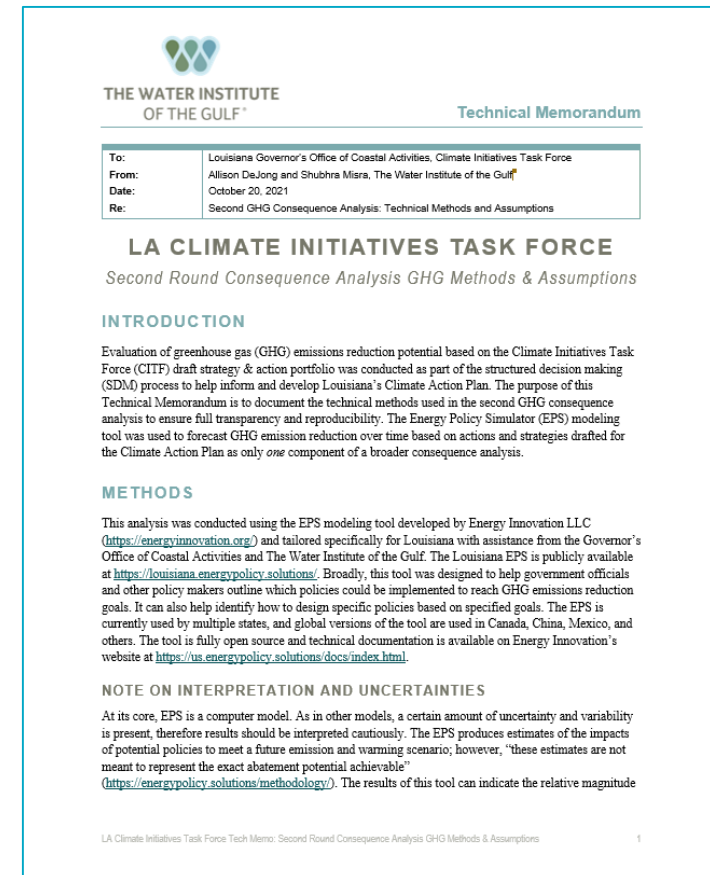 THE WATER INSTITUTE
OF THE GULF®
Technical Memorandum
To: Louisiana Governor's Office of Coastal Activities, Climate Initiatives Task Force
From: Allison DeJong and Shubhra Misra, The Water Institute of the Gulf
Date: October 20, 2021
Re: Second GHG Consequence Analysis: Technical Methods and Assumptions
LA CLIMATE INITIATIVES TASK FORCE
Second Round Consequence Analysis GHG Methods & Assumptions
INTRODUCTION
Evaluation of greenhouse gas (GHG) emissions reduction potential based on the Climate Initiatives Task
Force (CITF) draft strategy & action portfolio was conducted as part of the structured decision making
(SDM) process to help inform and develop Louisiana's Climate Action Plan. The purpose of this
Technical Memorandum is to document the technical methods used in the second GHG consequence
analysis to ensure full transparency and reproducibility. The Energy Policy Simulator (EPS) modeling
tool was used to forecast GHG emission reduction over time based on actions and strategies drafted for
the Climate Action Plan as only one component of a broader consequence analysis.
METHODS
This analysis was conducted using the EPS modeling tool developed by Energy Innovation LLC
(https://energyinnovation.org/) and tailored specifically for Louisiana with assistance from the Governor's
Office of Coastal Activities and The Water Institute of the Gulf. The Louisiana EPS is publicly available
at https://louisiana.energypolicy.solutions/. Broadly, this tool was designed to help government officials
and other policy makers outline which policies could be implemented to reach GHG emissions reduction
goals. It can also help identify how to design specific policies based on specified goals. The EPS is
currently used by multiple states, and global versions of the tool are used in Canada, China, Mexico, and
others. The tool is fully open source and technical documentation is available on Energy Innovation's
website at https://us.energypolicy.solutions/docs/index.html.
NOTE ON INTERPRETATION AND UNCERTAINTIES
At its core, EPS is a computer model. As in other models, a certain amount of uncertainty and variability
is present, therefore results should be interpreted cautiously. The EPS produces estimates of the impacts
of potential policies to meet a future emission and warming scenario; however, "these estimates are not
meant to represent the exact abatement potential achievable"
(https://energypolicy.solutions/methodology/). The results of this tool can indicate the relative magnitude
LA Climate Initiatives Task Force Tech Memo: Second Round Consequence Analysis GHG Methods & Assumptions 1